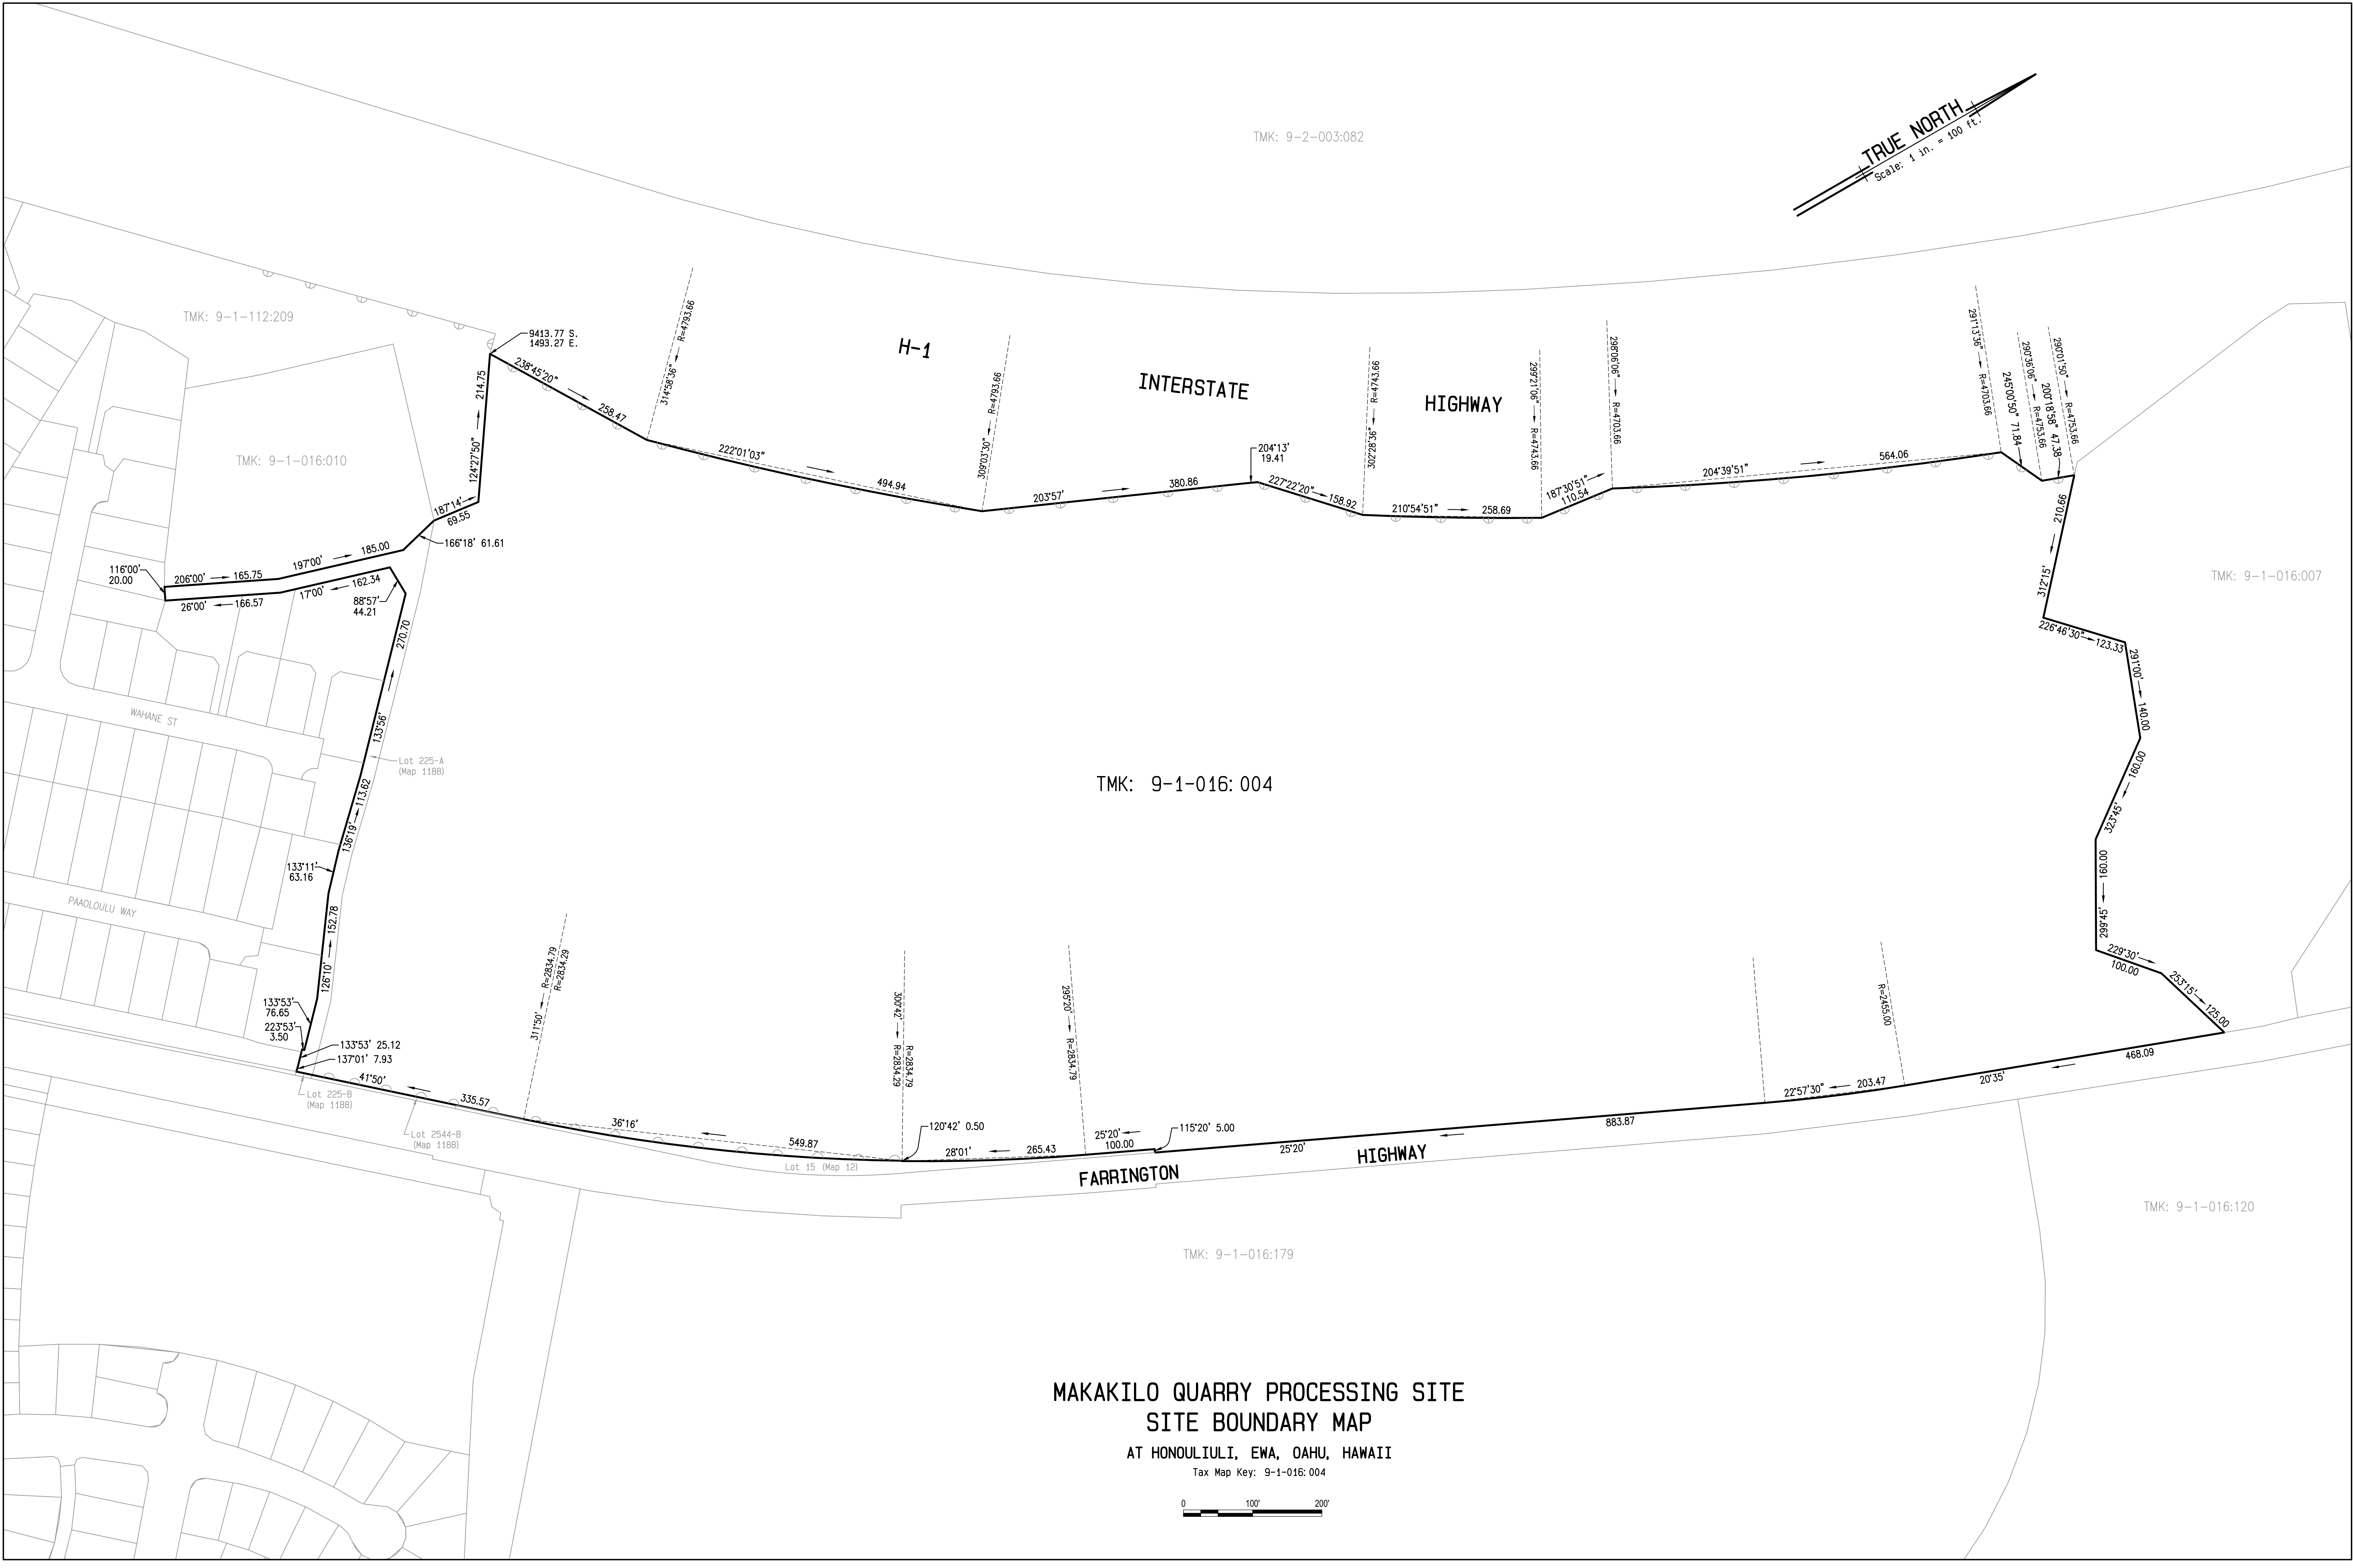 TMK: 9-2-003:082
TRUE NORTH
Scale: 1 in. = 100 ft.
TMK: 9-1-112:209
TMK: 9-1-016:010
9413.77 S.
1493.27 E.
238°45'20" 258.47
314°58'36" R=4793.66
222°01'03" 494.94
309°03'30" R=4793.66
H-1
INTERSTATE
HIGHWAY
203°57' 380.86
204°13'
19.41
227°22'20" 158.92
302°28'36" R=4743.66
210°54'51" 258.69
299°21'06" R=4743.66
187°30'51"
110.54
298°06'06" R=4703.66
204°39'51" 564.06
291°13'36" R=4703.66
245°00'50" 71.84
290°36'06" R=4753.66
200°18'58" 47.38
290°01'50" R=4753.66
312°15' 210.66
TMK: 9-1-016:007
226°46'30" 123.33
291°00' 140.00
323°45' 160.00
299°45' 160.00
229°30'
100.00
253°15' 125.00
124°27'50" 214.75
187°14'
69.55
166°18' 61.61
197°00' 185.00
206°00' 165.75
116°00'
20.00
26°00' 166.57
17°00' 162.34
88°57'
44.21
133°56' 270.70
WAHANE ST
Lot 225-A
(Map 1188)
136°19' 113.62
133°11'
63.16
PAAOLOULU WAY
126°10' 152.78
133°53'
76.65
223°53'
3.50
133°53' 25.12
137°01' 7.93
TMK: 9-1-016: 004
Lot 225-B
(Map 1188)
41°50' 335.57
Lot 2544-B
(Map 1188)
311°50' R=2834.79
R=2834.29
36°16' 549.87
Lot 15 (Map 12)
300°42' R=2834.29
R=2834.79
120°42' 0.50
28°01' 265.43
295°20' R=2834.79
25°20'
100.00
115°20' 5.00
25°20' 883.87
22°57'30" 203.47
R=2455.00
20°35' 468.09
FARRINGTON
HIGHWAY
TMK: 9-1-016:179
TMK: 9-1-016:120
MAKAKILO QUARRY PROCESSING SITE
SITE BOUNDARY MAP
AT HONOULIULI, EWA, OAHU, HAWAII
Tax Map Key: 9-1-016: 004
0 100' 200'